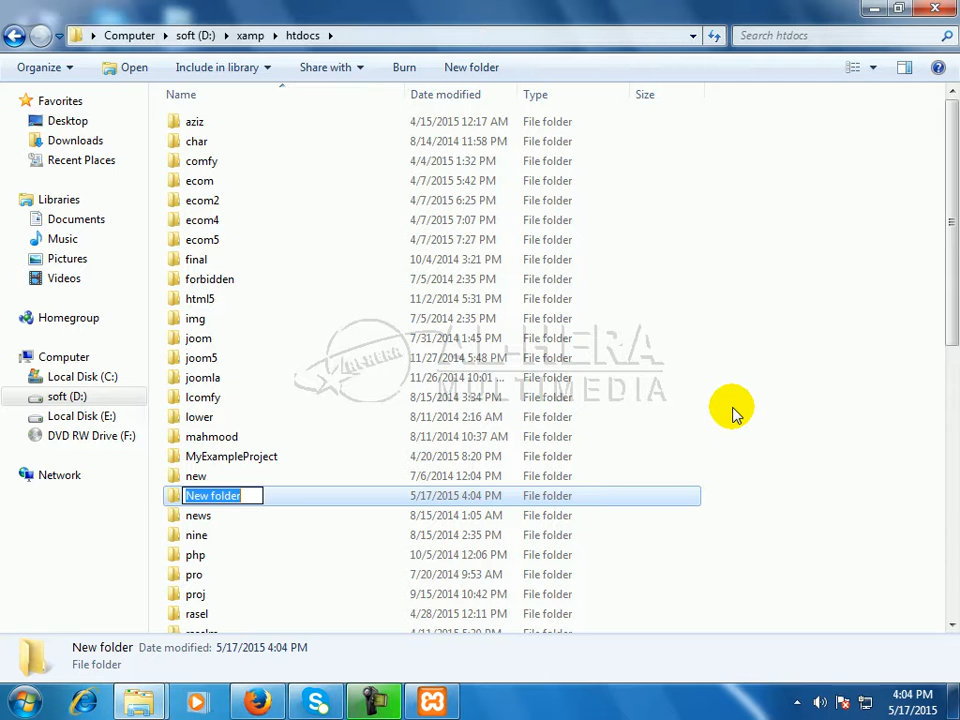 Computer soft (D:) xamp htdocs Search htdocs
Organize Open Include in library Share with Burn New folder
Name Date modified Type Size
Favorites
Desktop
Downloads
Recent Places
Libraries
Documents
Music
Pictures
Videos
Homegroup
Computer
Local Disk (C:)
soft (D:)
Local Disk (E:)
DVD RW Drive (F:)
Network
aziz 4/15/2015 12:17 AM File folder
char 8/14/2014 11:58 PM File folder
comfy 4/4/2015 1:32 PM File folder
ecom 4/7/2015 5:42 PM File folder
ecom2 4/7/2015 6:25 PM File folder
ecom4 4/7/2015 7:07 PM File folder
ecom5 4/7/2015 7:27 PM File folder
final 10/4/2014 3:21 PM File folder
forbidden 7/5/2014 2:35 PM File folder
html5 11/2/2014 5:31 PM File folder
img 7/5/2014 2:35 PM File folder
joom 7/31/2014 1:45 PM File folder
joom5 11/27/2014 5:48 PM File folder
joomla 11/26/2014 10:01 ... File folder
lcomfy 8/15/2014 3:34 PM File folder
lower 8/11/2014 2:16 AM File folder
mahmood 8/11/2014 10:37 AM File folder
MyExampleProject 4/20/2015 8:20 PM File folder
new 7/6/2014 12:04 PM File folder
New folder 5/17/2015 4:04 PM File folder
news 8/15/2014 1:05 AM File folder
nine 8/15/2014 2:35 PM File folder
php 10/5/2014 12:06 PM File folder
pro 7/20/2014 9:53 AM File folder
proj 9/15/2014 10:42 PM File folder
rasel 4/28/2015 12:11 PM File folder
AL-HERA
AL-HERA
MULTIMEDIA
New folder Date modified: 5/17/2015 4:04 PM
File folder
4:04 PM
5/17/2015